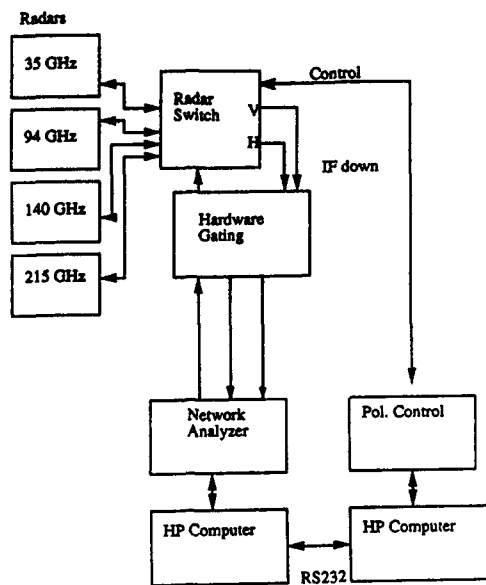 Radars
35 GHz
94 GHz
140 GHz
215 GHz
Radar
Switch
V
H
Control
IF down
Hardware
Gating
Network
Analyzer
Pol. Control
HP Computer
HP Computer
RS232